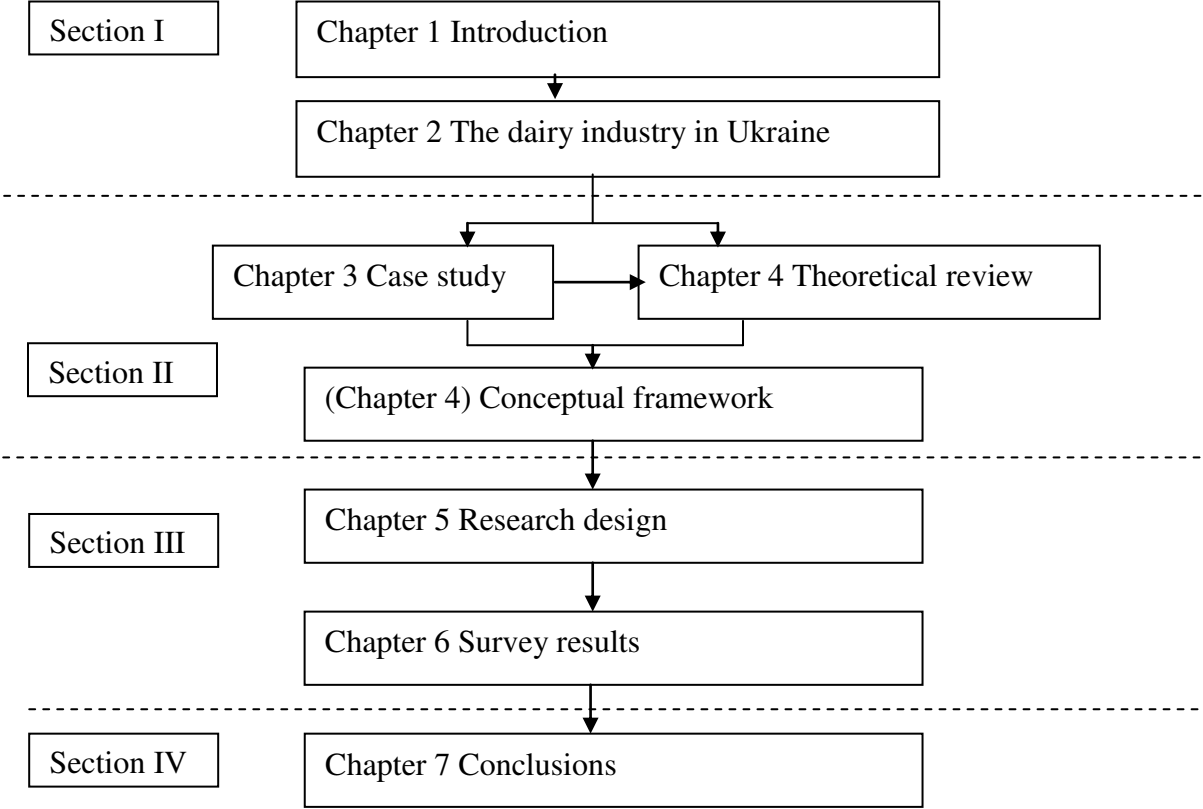 Section I
Chapter 1 Introduction
Chapter 2 The dairy industry in Ukraine
Chapter 3 Case study
Chapter 4 Theoretical review
Section II
(Chapter 4) Conceptual framework
Chapter 5 Research design
Section III
Chapter 6 Survey results
Section IV
Chapter 7 Conclusions